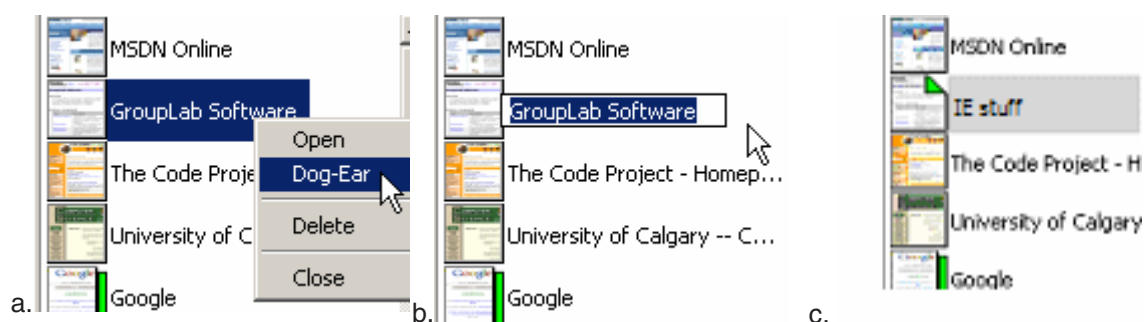 MSDN Online
GroupLab Software
The Code Proje
University of C
Google
Open
Dog-Ear
Delete
Close
a.
MSDN Online
GroupLab Software
The Code Project - Homep...
University of Calgary -- C...
Google
b.
MSDN Online
IE stuff
The Code Project - H
University of Calgary
Google
c.